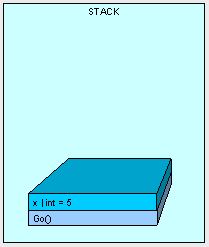 STACK
x | int = 5
Go()